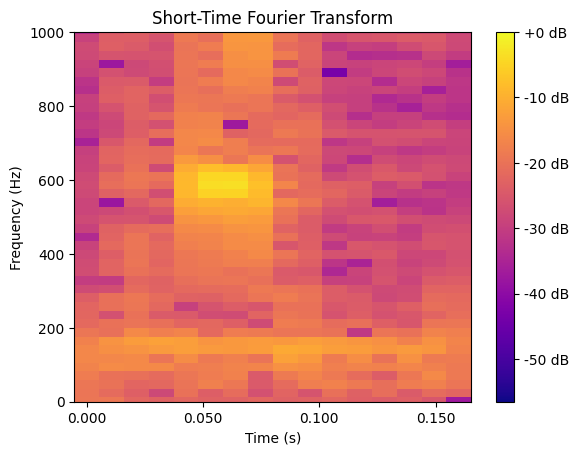 Short-Time Fourier Transform
1000
800
600
400
200
0
Frequency (Hz)
0.000
0.050
0.100
0.150
Time (s)
+0 dB
-10 dB
-20 dB
-30 dB
-40 dB
-50 dB